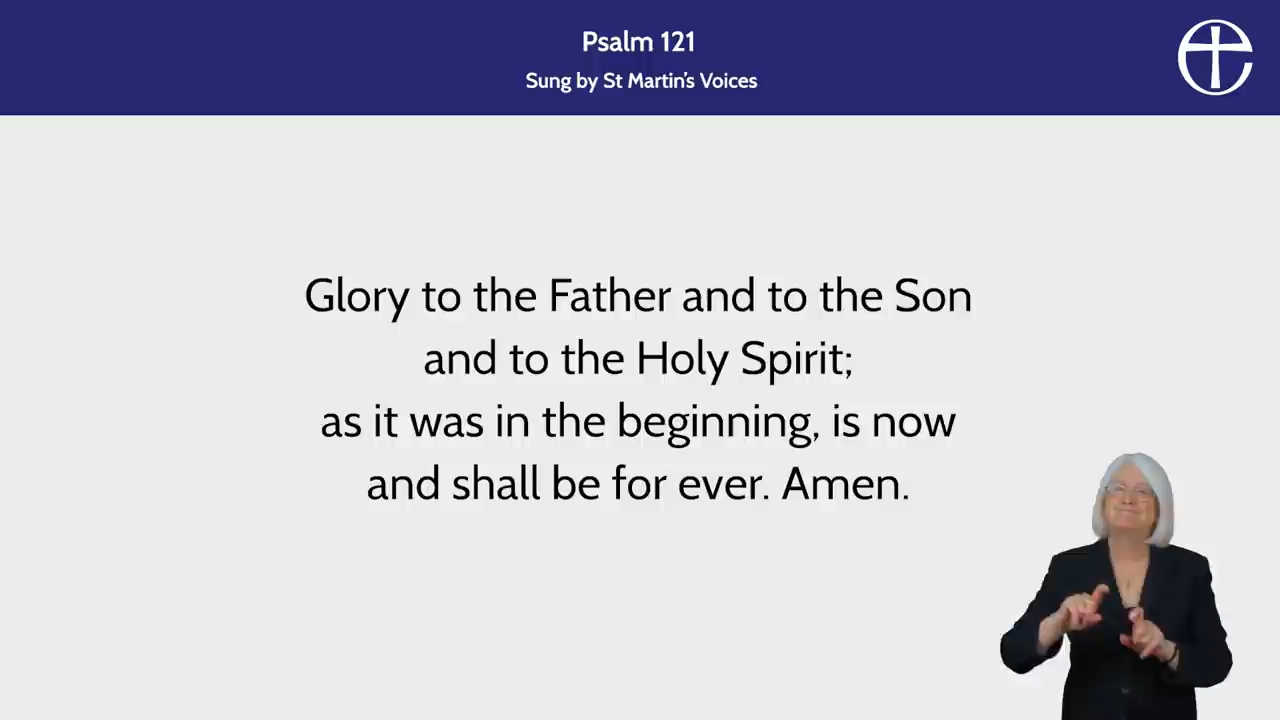 Psalm 121
Sung by St Martin's Voices
Glory to the Father and to the Son
and to the Holy Spirit;
as it was in the beginning, is now
and shall be for ever. Amen.